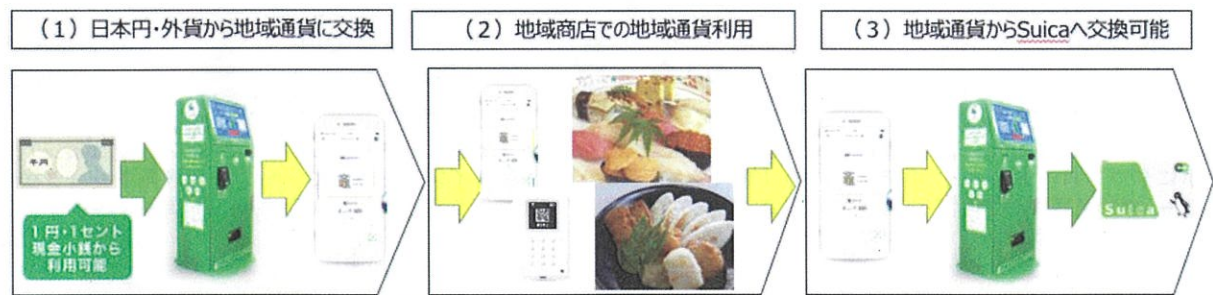 （１）日本円・外貨から地域通貨に交換
（２）地域商店での地域通貨利用
（３）地域通貨からSuicaへ交換可能
千円
１円・１セント
現金小銭から
利用可能
Suica